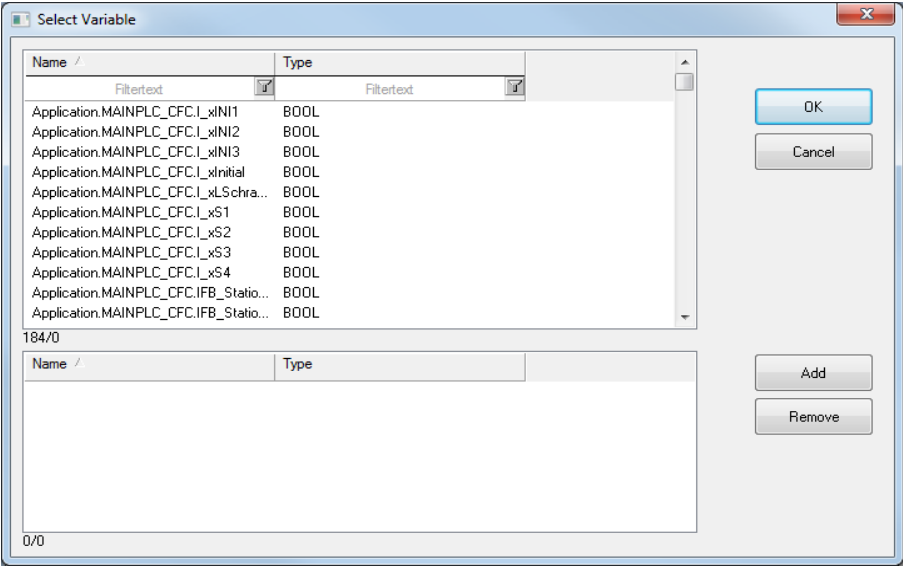 Select Variable
Name Type
Filtertext Filtertext
Application.MAINPLC_CFC.I_xINI1 BOOL
Application.MAINPLC_CFC.I_xINI2 BOOL
Application.MAINPLC_CFC.I_xINI3 BOOL
Application.MAINPLC_CFC.I_xInitial BOOL
Application.MAINPLC_CFC.I_xLSchra... BOOL
Application.MAINPLC_CFC.I_xS1 BOOL
Application.MAINPLC_CFC.I_xS2 BOOL
Application.MAINPLC_CFC.I_xS3 BOOL
Application.MAINPLC_CFC.I_xS4 BOOL
Application.MAINPLC_CFC.IFB_Statio... BOOL
Application.MAINPLC_CFC.IFB_Statio... BOOL
184/0
OK
Cancel
Name Type
0/0
Add
Remove